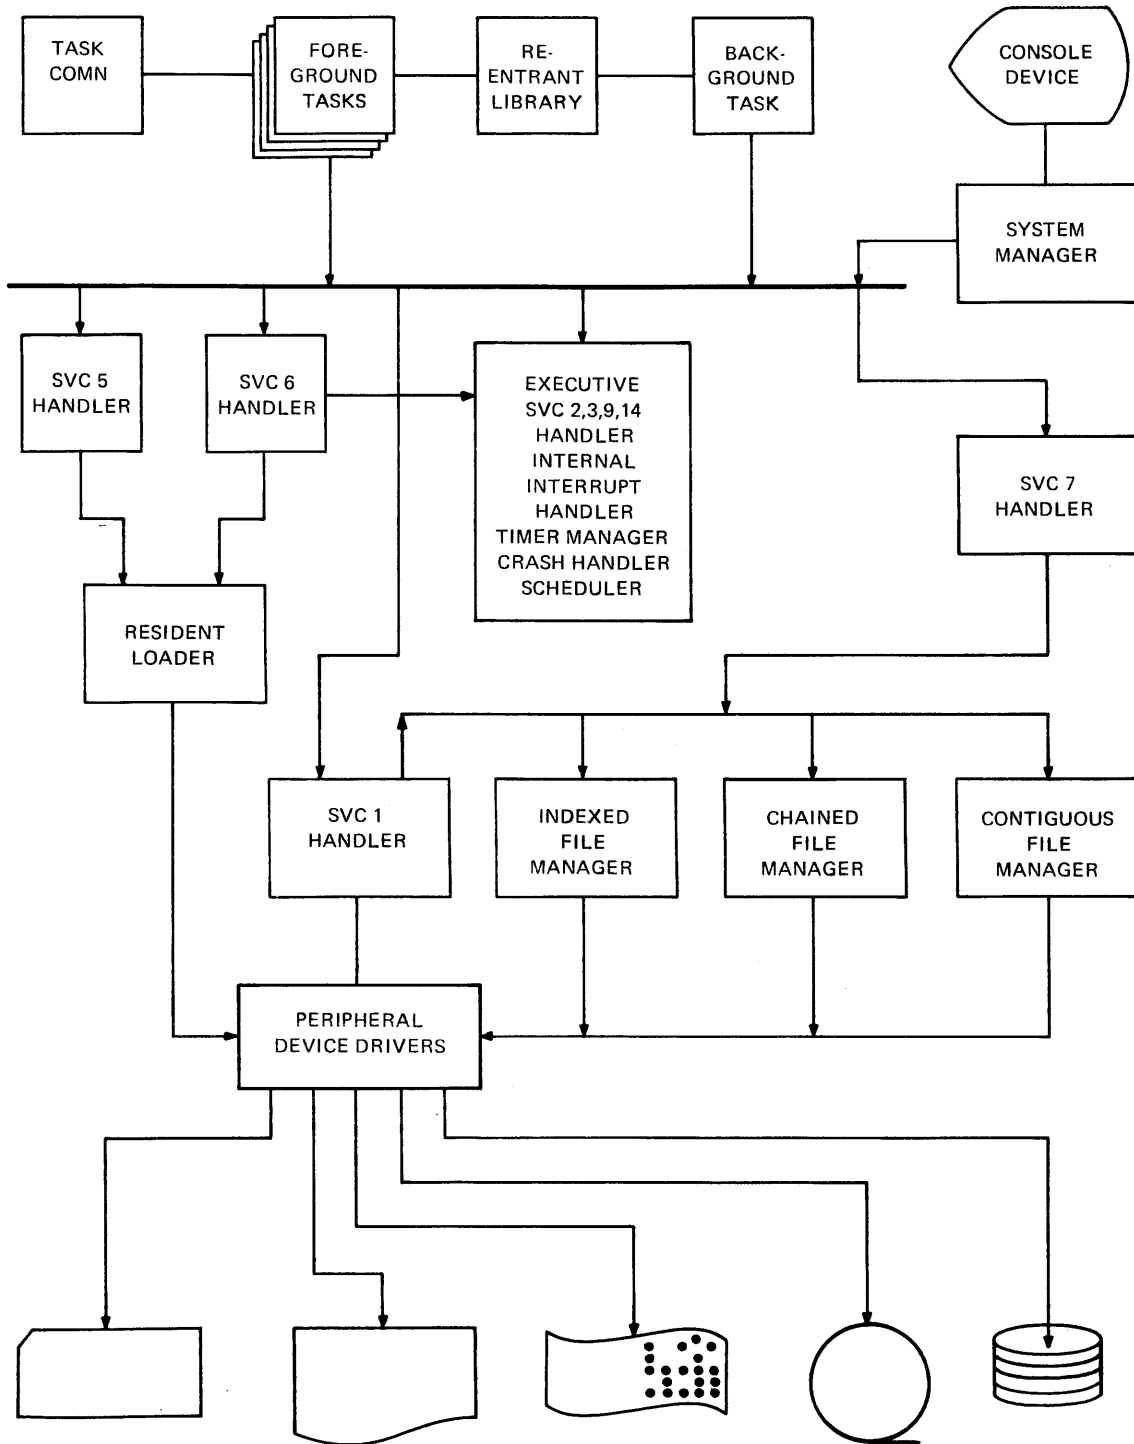 TASK
COMN
FORE-
GROUND
TASKS
RE-
ENTRANT
LIBRARY
BACK-
GROUND
TASK
CONSOLE
DEVICE
SYSTEM
MANAGER
SVC 5
HANDLER
SVC 6
HANDLER
EXECUTIVE
SVC 2,3,9,14
HANDLER
INTERNAL
INTERRUPT
HANDLER
TIMER MANAGER
CRASH HANDLER
SCHEDULER
SVC 7
HANDLER
RESIDENT
LOADER
SVC 1
HANDLER
INDEXED
FILE
MANAGER
CHAINED
FILE
MANAGER
CONTIGUOUS
FILE
MANAGER
PERIPHERAL
DEVICE DRIVERS